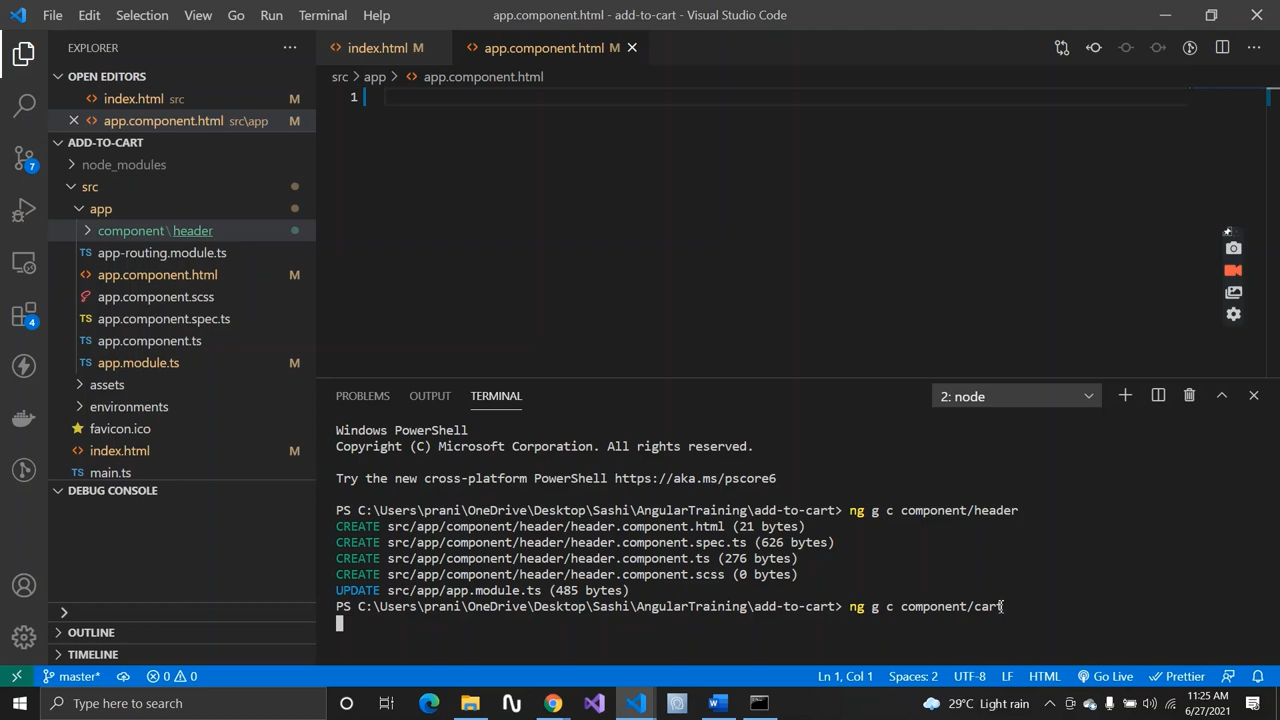 File Edit Selection View Go Run Terminal Help app.component.html - add-to-cart - Visual Studio Code
EXPLORER
index.html M
app.component.html M
OPEN EDITORS
index.html src M
app.component.html src\app M
src > app > app.component.html
1
ADD-TO-CART
node_modules
src
app
component\header
TS app-routing.module.ts
app.component.html M
app.component.scss
TS app.component.spec.ts
TS app.component.ts
TS app.module.ts M
assets
environments
favicon.ico
index.html M
TS main.ts
DEBUG CONSOLE
OUTLINE
TIMELINE
7
4
PROBLEMS OUTPUT TERMINAL 2: node
Windows PowerShell
Copyright (C) Microsoft Corporation. All rights reserved.
Try the new cross-platform PowerShell https://aka.ms/pscore6
PS C:\Users\prani\OneDrive\Desktop\Sashi\AngularTraining\add-to-cart> ng g c component/header
CREATE src/app/component/header/header.component.html (21 bytes)
CREATE src/app/component/header/header.component.spec.ts (626 bytes)
CREATE src/app/component/header/header.component.ts (276 bytes)
CREATE src/app/component/header/header.component.scss (0 bytes)
UPDATE src/app/app.module.ts (485 bytes)
PS C:\Users\prani\OneDrive\Desktop\Sashi\AngularTraining\add-to-cart> ng g c component/cart
master* 0 0 Ln 1, Col 1 Spaces: 2 UTF-8 LF HTML Go Live Prettier
Type here to search 29°C Light rain 11:25 AM
6/27/2021